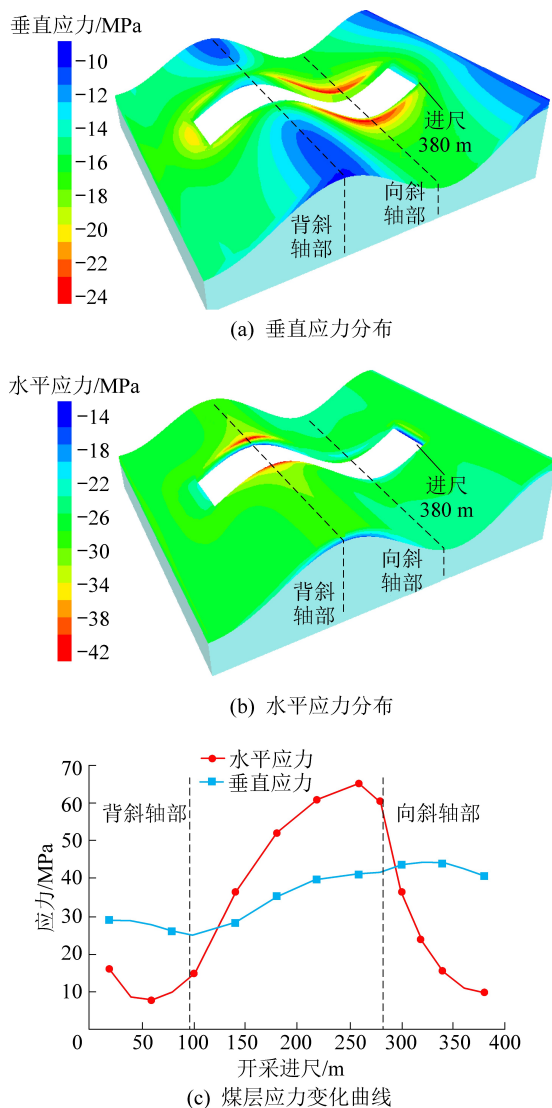 垂直应力/MPa
−10
−12
−14
−16
−18
−20
−22
−24
进尺
380 m
背斜
轴部
向斜
轴部
(a) 垂直应力分布
水平应力/MPa
−14
−18
−22
−26
−30
−34
−38
−42
进尺
380 m
背斜
轴部
向斜
轴部
(b) 水平应力分布
水平应力
垂直应力
背斜轴部
向斜轴部
应力/MPa
70
60
50
40
30
20
10
0
50
100
150
200
250
300
350
400
开采进尺/m
(c) 煤层应力变化曲线